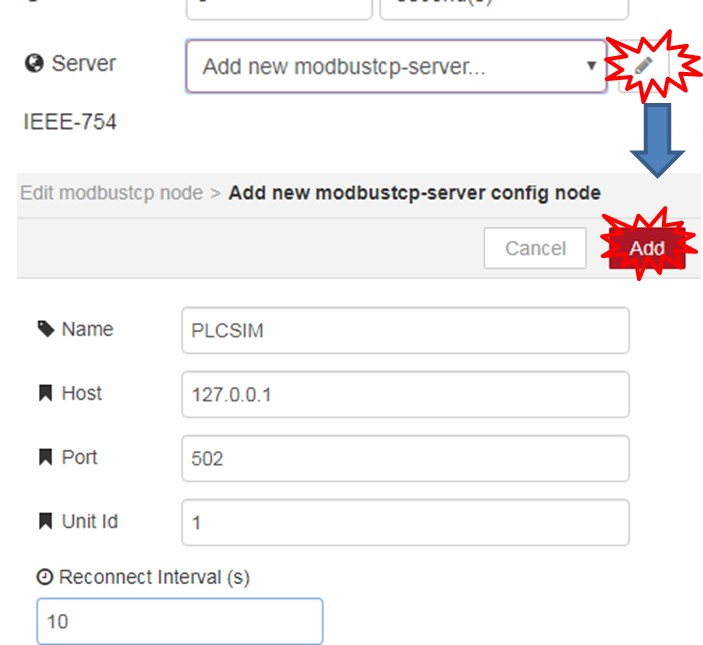 Server
Add new modbustcp-server...
IEEE-754
Edit modbustcp node > Add new modbustcp-server config node
Cancel
Add
Name
PLCSIM
Host
127.0.0.1
Port
502
Unit Id
1
Reconnect Interval (s)
10